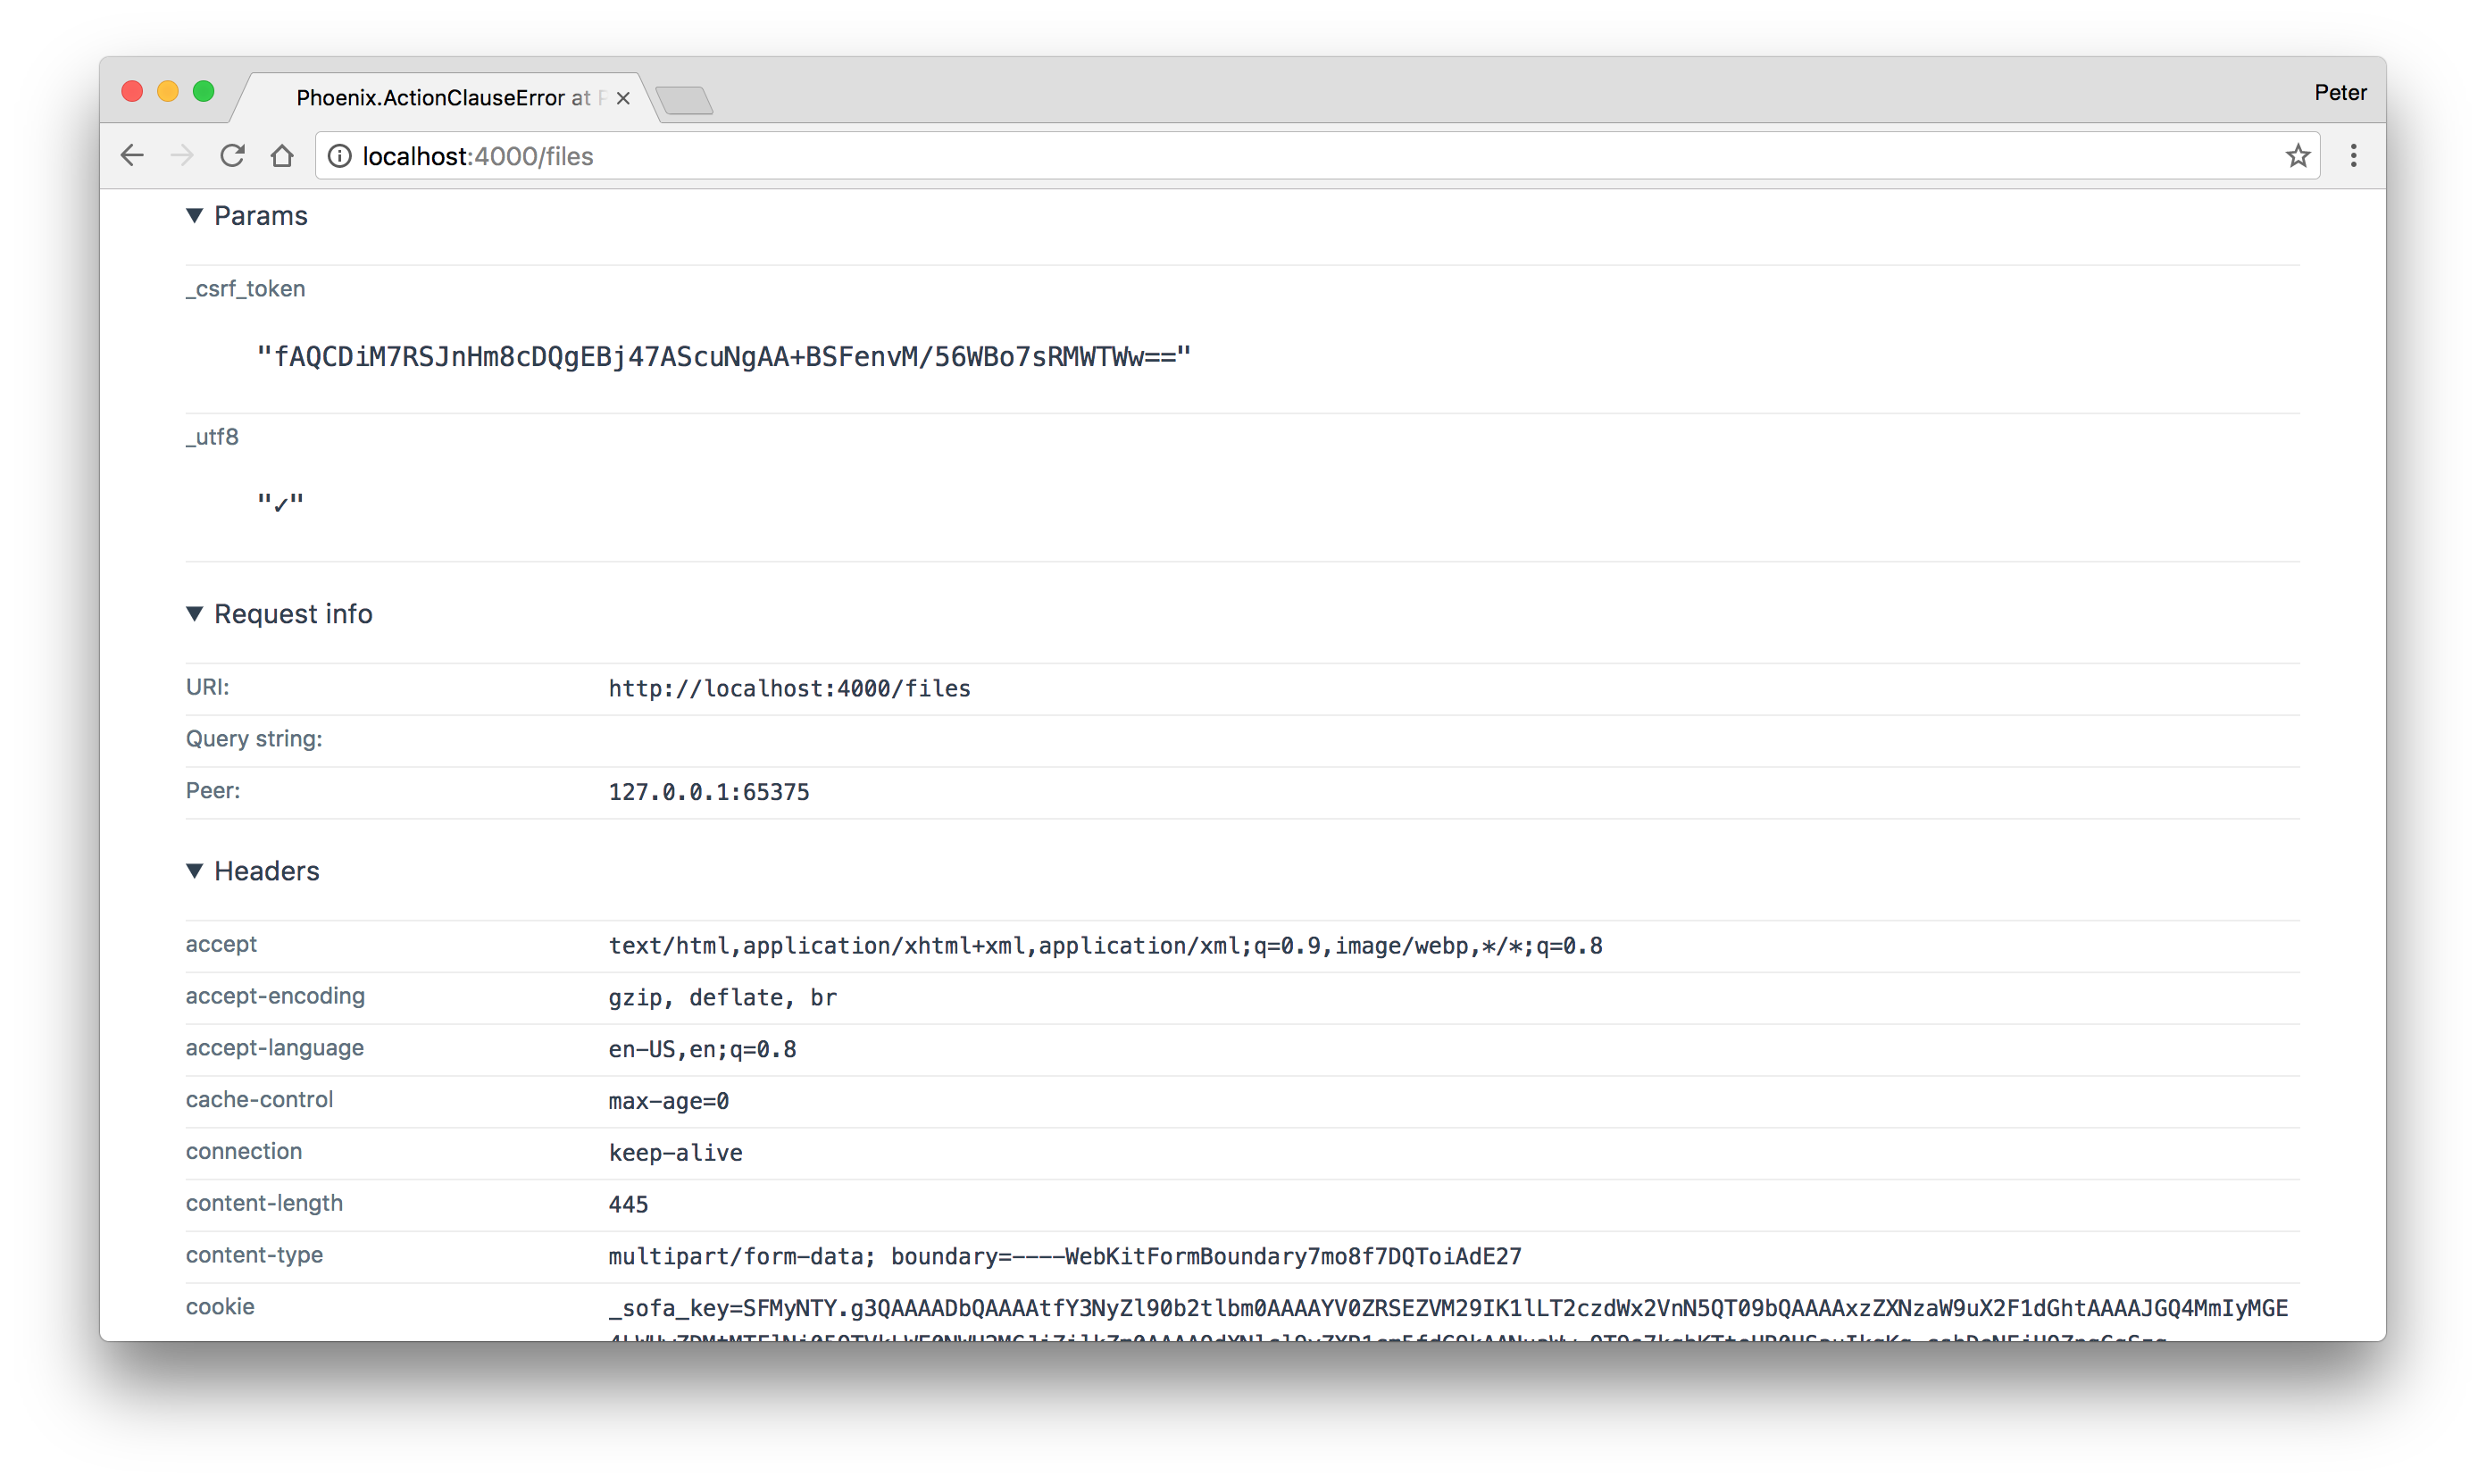 Phoenix.ActionClauseError at
Peter
localhost:4000/files
Params
_csrf_token
"fAQCDiM7RSJnHm8cDQgEBj47AScuNgAA+BSFenvM/56WBo7sRMWTWw=="
_utf8
"✓"
Request info
URI: http://localhost:4000/files
Query string:
Peer: 127.0.0.1:65375
Headers
accept text/html,application/xhtml+xml,application/xml;q=0.9,image/webp,*/*;q=0.8
accept-encoding gzip, deflate, br
accept-language en-US,en;q=0.8
cache-control max-age=0
connection keep-alive
content-length 445
content-type multipart/form-data; boundary=----WebKitFormBoundary7mo8f7DQToiAdE27
cookie _sofa_key=SFMyNTY.g3QAAAADbQAAAAtfY3NyZl90b2tlbm0AAAAYV0ZRSEZVM29IK1lLT2czdWx2VnN5QT09bQAAAAxzZXNzaW9uX2F1dGhtAAAAJGQ4MmIyMGE